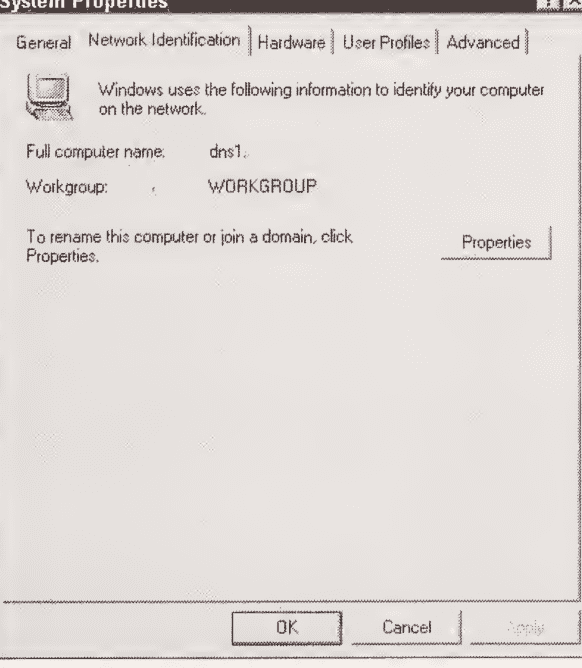 System Properties
General Network Identification Hardware User Profiles Advanced
Windows uses the following information to identify your computer
on the network.
Full computer name: dns1.
Workgroup: WORKGROUP
To rename this computer or join a domain, click
Properties.
Properties
OK Cancel Apply